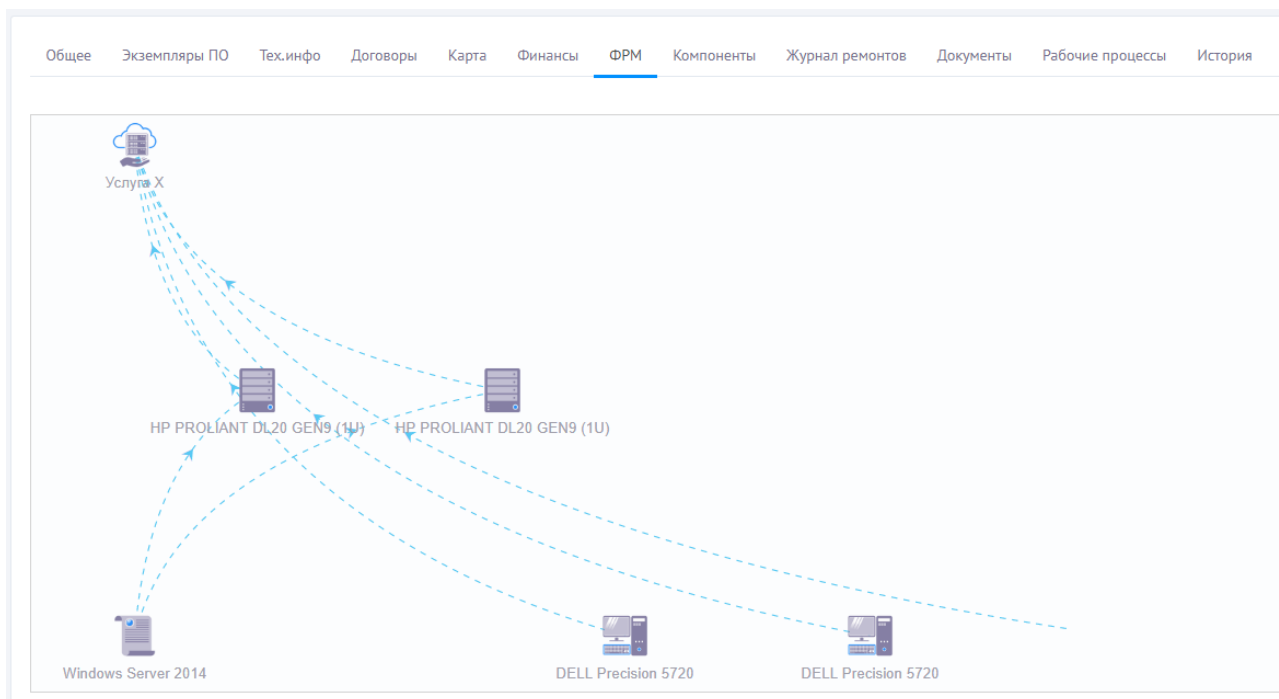 Общее Экземпляры ПО Тех.инфо Договоры Карта Финансы ФРМ Компоненты Журнал ремонтов Документы Рабочие процессы История
Услуга X
HP PROLIANT DL20 GEN9 (1U) HP PROLIANT DL20 GEN9 (1U)
Windows Server 2014 DELL Precision 5720 DELL Precision 5720